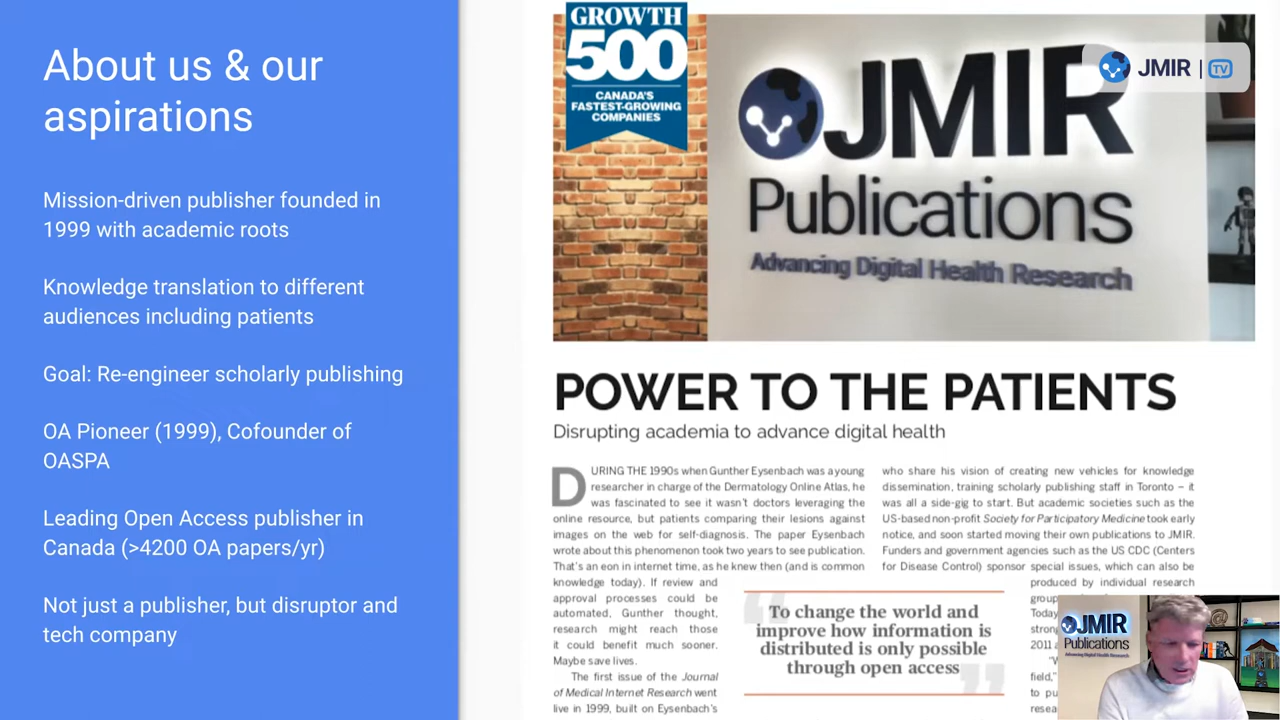 About us & our
aspirations
Mission-driven publisher founded in
1999 with academic roots
Knowledge translation to different
audiences including patients
Goal: Re-engineer scholarly publishing
OA Pioneer (1999), Cofounder of
OASPA
Leading Open Access publisher in
Canada (>4200 OA papers/yr)
Not just a publisher, but disruptor and
tech company
GROWTH
500
CANADA'S
FASTEST-GROWING
COMPANIES
JMIR
Publications
Advancing Digital Health Research
JMIR | TV
POWER TO THE PATIENTS
Disrupting academia to advance digital health
DURING THE 1990s when Gunther Eysenbach was a young
researcher in charge of the Dermatology Online Atlas, he
was fascinated to see it wasn't doctors leveraging the
online resource, but patients comparing their lesions against
images on the web for self-diagnosis. The paper Eysenbach
wrote about this phenomenon took two years to see publication.
That's an eon in internet time, as he knew then (and is common
knowledge today). If review and
approval processes could be
automated, Gunther thought,
research might reach those
it could benefit much sooner.
Maybe save lives.
The first issue of the Journal
of Medical Internet Research went
live in 1999, built on Eysenbach's
To change the world and
improve how information is
distributed is only possible
through open access
who share his vision of creating new vehicles for knowledge
dissemination, training scholarly publishing staff in Toronto – it
was all a side-gig to start. But academic societies such as the
US-based non-profit Society for Participatory Medicine took early
notice, and soon started moving their own publications to JMIR.
Funders and government agencies such as the US CDC (Centers
for Disease Control) sponsor special issues, which can also be
produced by individual research
group
Today
stron
2011
field,"
to pu
resea
JMIR
Publications
Advancing Digital Health Research